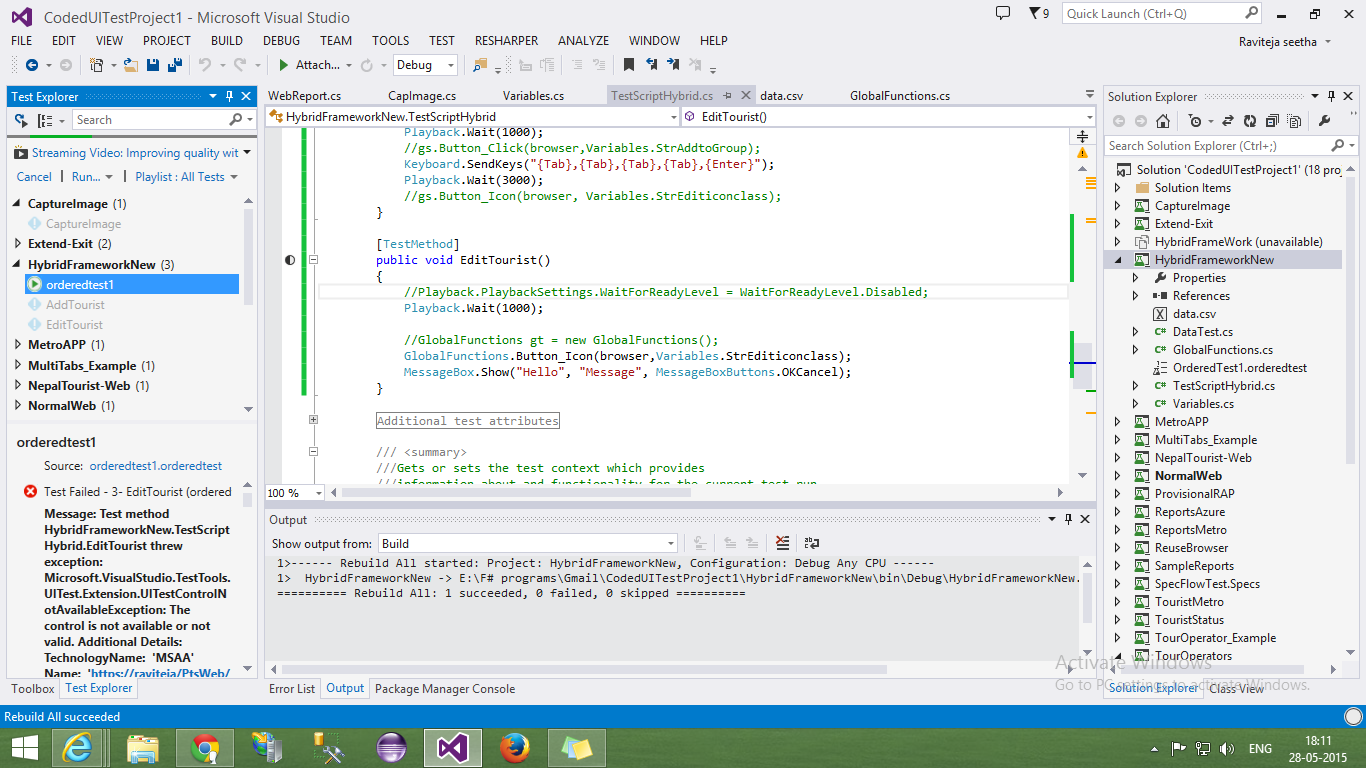 CodedUITestProject1 - Microsoft Visual Studio
9
Quick Launch (Ctrl+Q)
FILE EDIT VIEW PROJECT BUILD DEBUG TEAM TOOLS TEST RESHARPER ANALYZE WINDOW HELP
Raviteja seetha
Attach... Debug
Test Explorer
Search
Streaming Video: Improving quality wit
Cancel Run... Playlist : All Tests
CaptureImage (1)
CaptureImage
Extend-Exit (2)
HybridFrameworkNew (3)
orderedtest1
AddTourist
EditTourist
MetroAPP (1)
MultiTabs_Example (1)
NepalTourist-Web (1)
NormalWeb (1)
orderedtest1
Source: orderedtest1.orderedtest
Test Failed - 3- EditTourist (ordered
Message: Test method
HybridFrameworkNew.TestScript
Hybrid.EditTourist threw
exception:
Microsoft.VisualStudio.TestTools.
UITest.Extension.UITestControlN
otAvailableException: The
control is not available or not
valid. Additional Details:
TechnologyName: 'MSAA'
Name: 'https://raviteja/PtsWeb/
Toolbox Test Explorer
WebReport.cs CapImage.cs Variables.cs TestScriptHybrid.cs data.csv GlobalFunctions.cs
HybridFrameworkNew.TestScriptHybrid EditTourist()
Playback.Wait(1000);
//gs.Button_Click(browser,Variables.StrAddtoGroup);
Keyboard.SendKeys("{Tab},{Tab},{Tab},{Tab},{Enter}");
Playback.Wait(3000);
//gs.Button_Icon(browser, Variables.StrEditiconclass);
}
[TestMethod]
public void EditTourist()
{
//Playback.PlaybackSettings.WaitForReadyLevel = WaitForReadyLevel.Disabled;
Playback.Wait(1000);
//GlobalFunctions gt = new GlobalFunctions();
GlobalFunctions.Button_Icon(browser,Variables.StrEditiconclass);
MessageBox.Show("Hello", "Message", MessageBoxButtons.OKCancel);
}
Additional test attributes
/// <summary>
///Gets or sets the test context which provides
///information about and functionality for the current test run
100 %
Output
Show output from: Build
1>------ Rebuild All started: Project: HybridFrameworkNew, Configuration: Debug Any CPU ------
1> HybridFrameworkNew -> E:\F# programs\Gmail\CodedUITestProject1\HybridFrameworkNew\bin\Debug\HybridFrameworkNew.
========== Rebuild All: 1 succeeded, 0 failed, 0 skipped ==========
Error List Output Package Manager Console
Solution Explorer
Search Solution Explorer (Ctrl+;)
Solution 'CodedUITestProject1' (18 proj
Solution Items
CaptureImage
Extend-Exit
HybridFrameWork (unavailable)
HybridFrameworkNew
Properties
References
data.csv
C# DataTest.cs
C# GlobalFunctions.cs
OrderedTest1.orderedtest
C# TestScriptHybrid.cs
C# Variables.cs
MetroAPP
MultiTabs_Example
NepalTourist-Web
NormalWeb
ProvisionalRAP
ReportsAzure
ReportsMetro
ReuseBrowser
SampleReports
SpecFlowTest.Specs
TouristMetro
TouristStatus
TourOperator_Example
TourOperators
Activate Windows
Go to PC settings to activate Windows.
Solution Explorer Class View
Rebuild All succeeded
ENG
18:11
28-05-2015